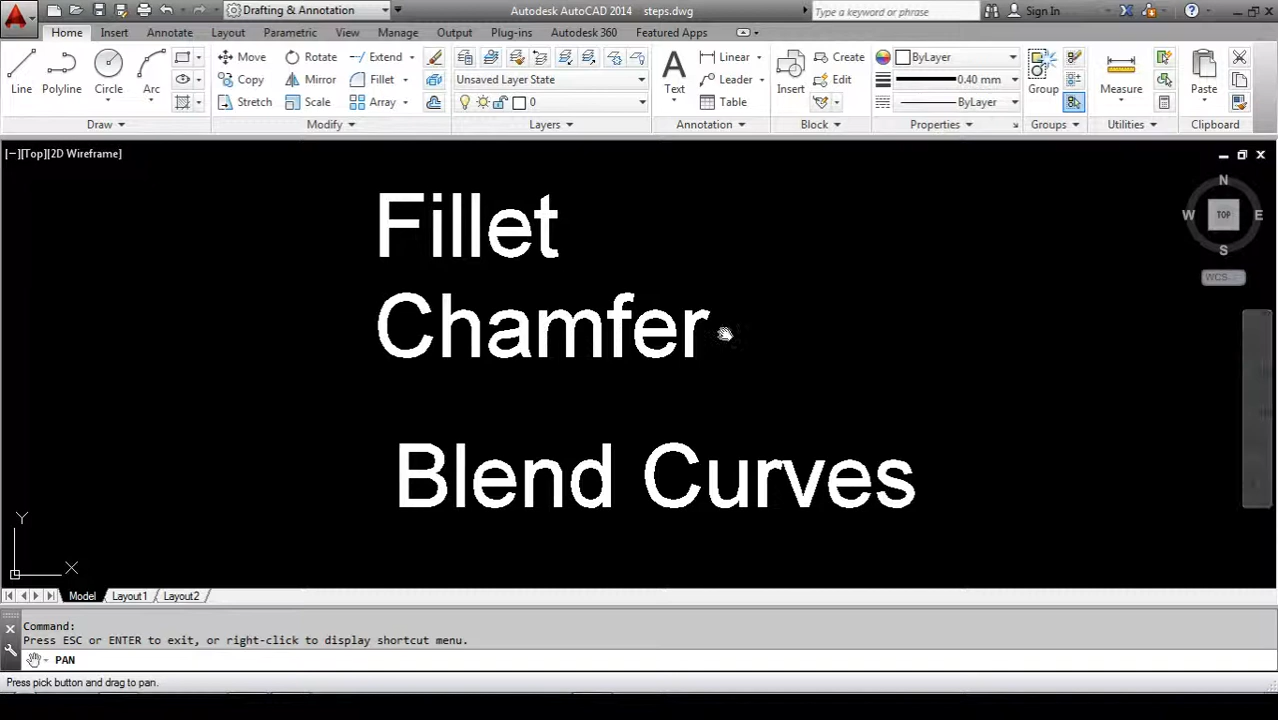 Drafting & Annotation
Autodesk AutoCAD 2014 steps.dwg
Type a keyword or phrase
Sign In
Home Insert Annotate Layout Parametric View Manage Output Plug-ins Autodesk 360 Featured Apps
Line Polyline Circle Arc
Move Rotate Extend
Copy Mirror Fillet
Stretch Scale Array
Unsaved Layer State
0
Text
Linear
Leader
Table
Insert
Create
Edit
ByLayer
0.40 mm
ByLayer
Group
Measure
Paste
Draw Modify Layers Annotation Block Properties Groups Utilities Clipboard
[−][Top][2D Wireframe]
N
W TOP E
S
WCS
Fillet
Chamfer
Blend Curves
Y
X
Model Layout1 Layout2
Command:
Press ESC or ENTER to exit, or right-click to display shortcut menu.
PAN
Press pick button and drag to pan.